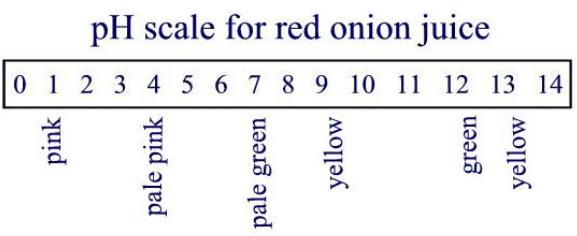 pH scale for red onion juice
0 1 2 3 4 5 6 7 8 9 10 11 12 13 14
pink
pale pink
pale green
yellow
green
yellow